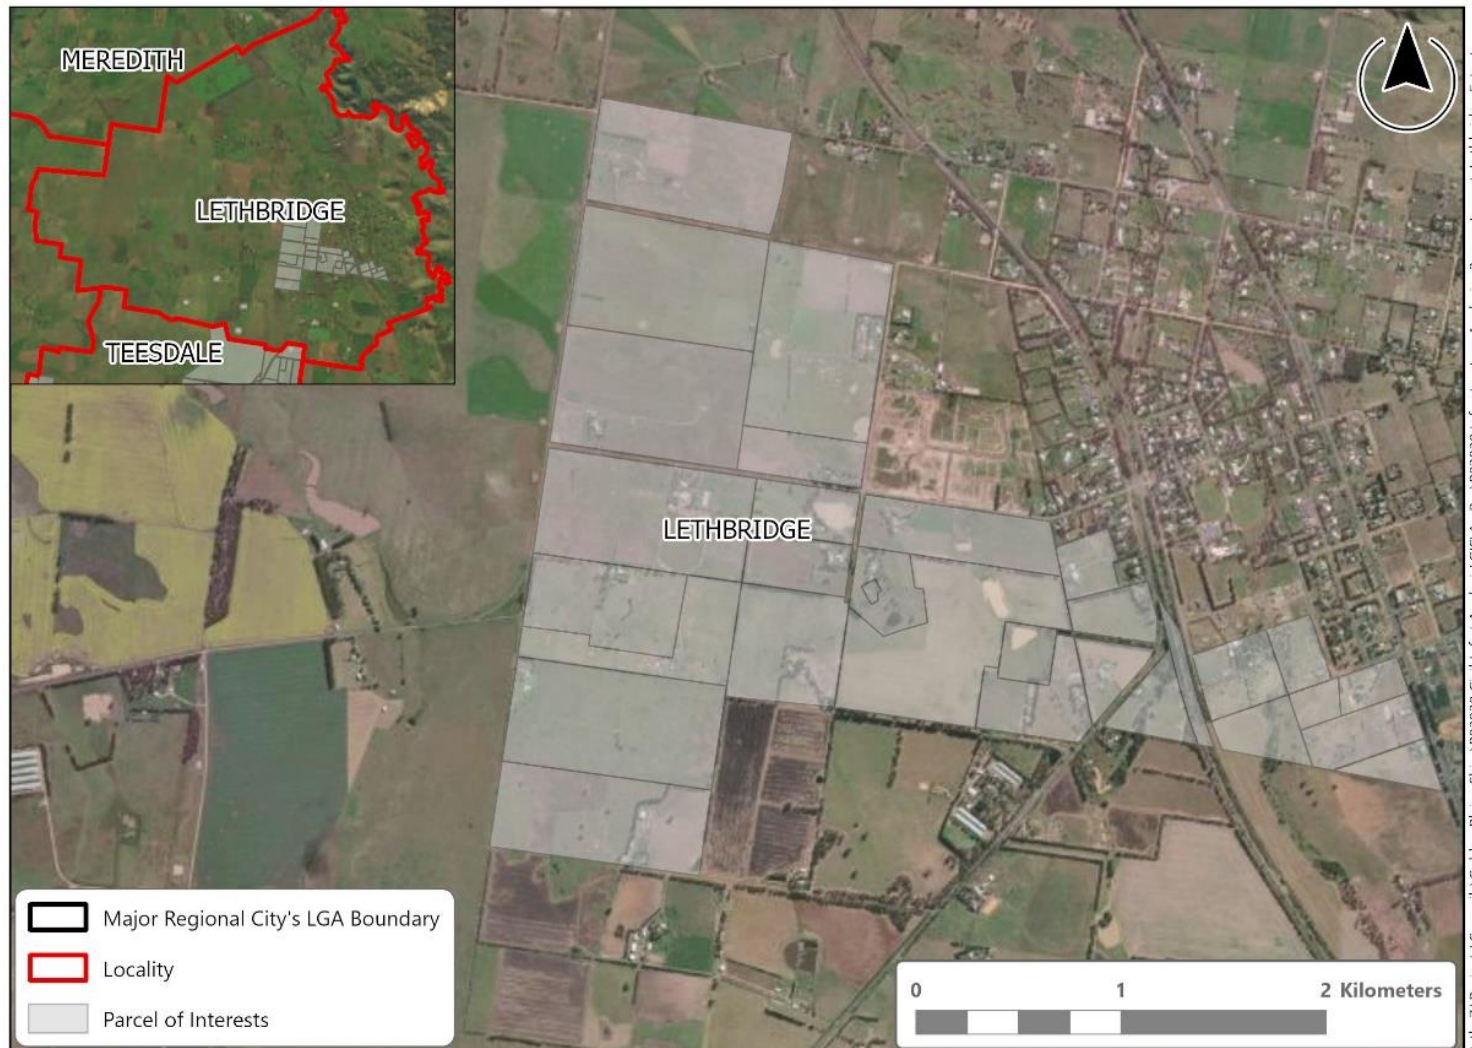 MEREDITH
LETHBRIDGE
TEESDALE
LETHBRIDGE
Major Regional City's LGA Boundary
Locality
Parcel of Interests
0 1 2 Kilometers